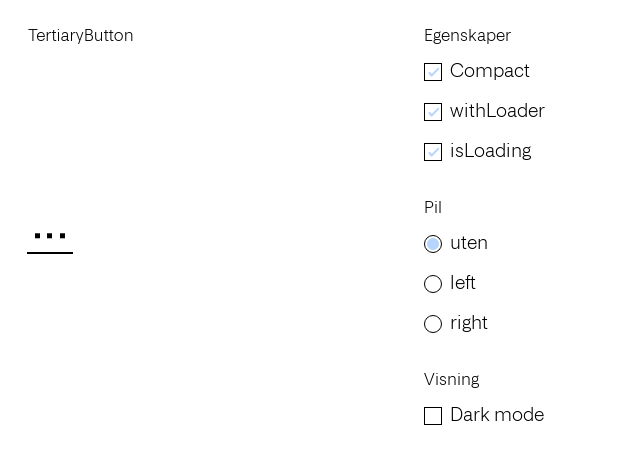 TertiaryButton
...
Egenskaper
Compact
withLoader
isLoading
Pil
uten
left
right
Visning
Dark mode